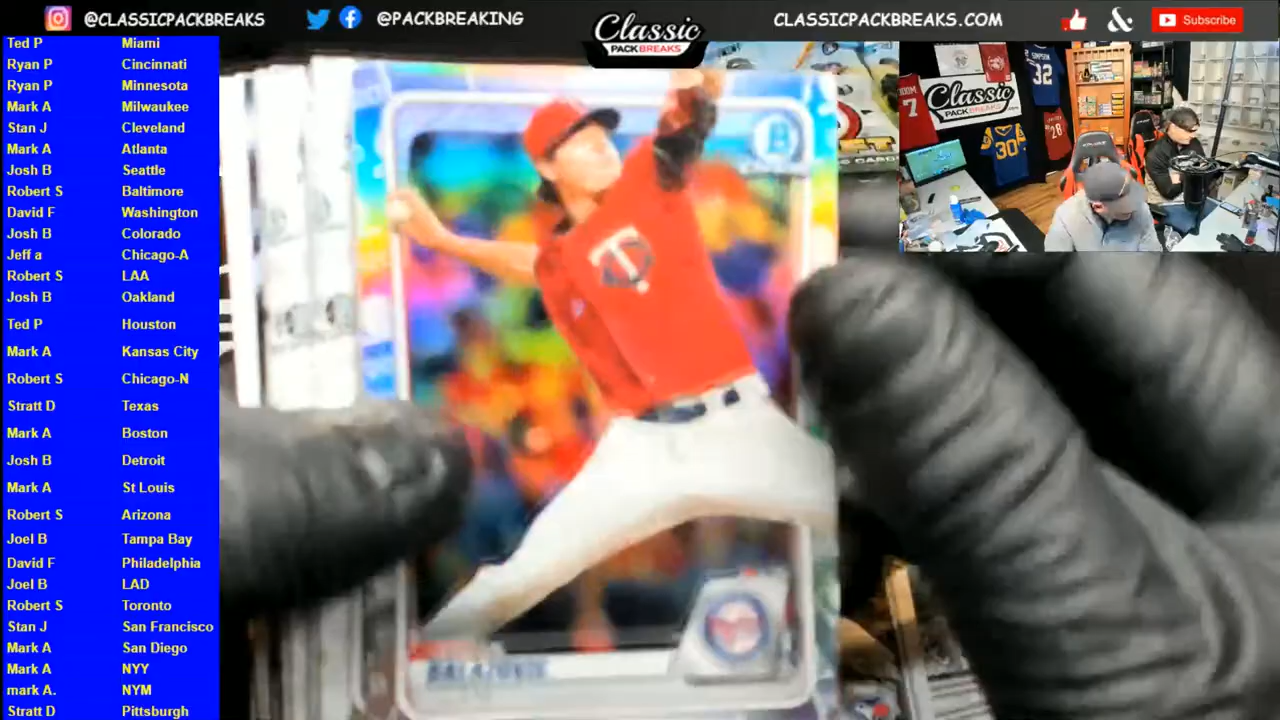 @CLASSICPACKBREAKS
@PACKBREAKING
Classic
PACK BREAKS
CLASSICPACKBREAKS.COM
Subscribe
Ted P Miami
Ryan P Cincinnati
Ryan P Minnesota
Mark A Milwaukee
Stan J Cleveland
Mark A Atlanta
Josh B Seattle
Robert S Baltimore
David F Washington
Josh B Colorado
Jeff a Chicago-A
Robert S LAA
Josh B Oakland
Ted P Houston
Mark A Kansas City
Robert S Chicago-N
Stratt D Texas
Mark A Boston
Josh B Detroit
Mark A St Louis
Robert S Arizona
Joel B Tampa Bay
David F Philadelphia
Joel B LAD
Robert S Toronto
Stan J San Francisco
Mark A San Diego
Mark A NYY
mark A. NYM
Stratt D Pittsburgh
B
T
Classic
PACK BREAKS
7
32
30
28